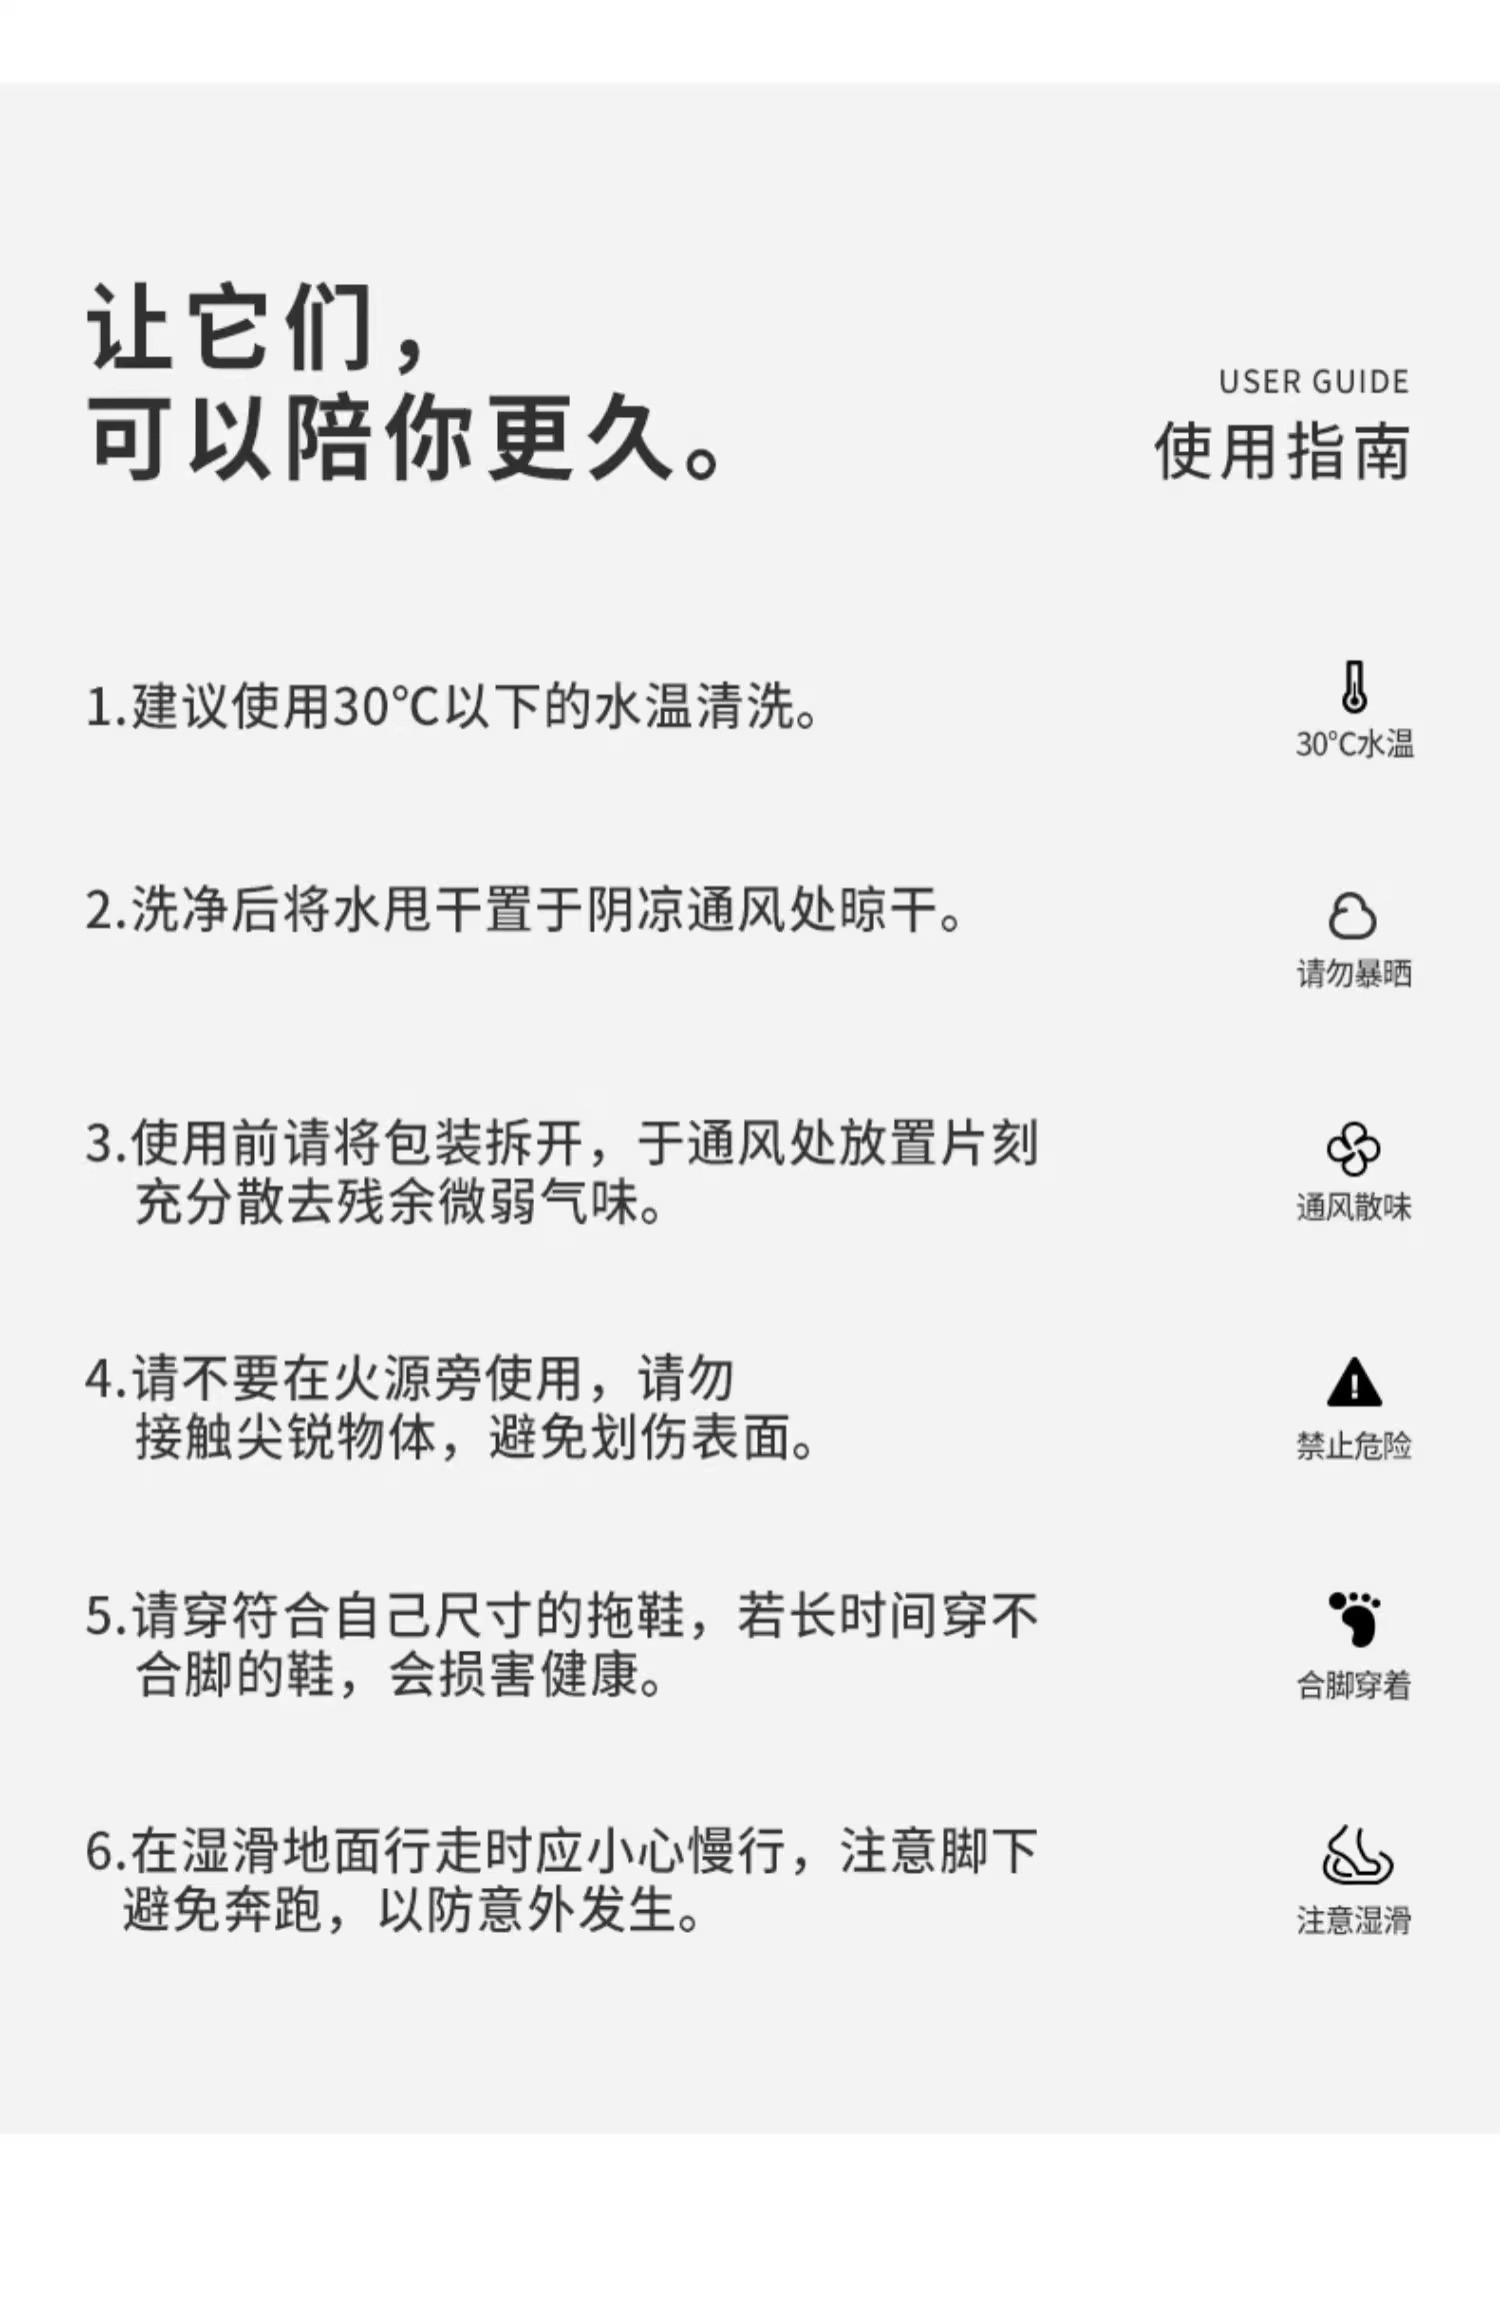 让它们，
可以陪你更久。
USER GUIDE
使用指南
1.建议使用30℃以下的水温清洗。
30℃水温
2.洗净后将水甩干置于阴凉通风处晾干。
请勿暴晒
3.使用前请将包装拆开，于通风处放置片刻
充分散去残余微弱气味。
通风散味
4.请不要在火源旁使用，请勿
接触尖锐物体，避免划伤表面。
禁止危险
5.请穿符合自己尺寸的拖鞋，若长时间穿不
合脚的鞋，会损害健康。
合脚穿着
6.在湿滑地面行走时应小心慢行，注意脚下
避免奔跑，以防意外发生。
注意湿滑